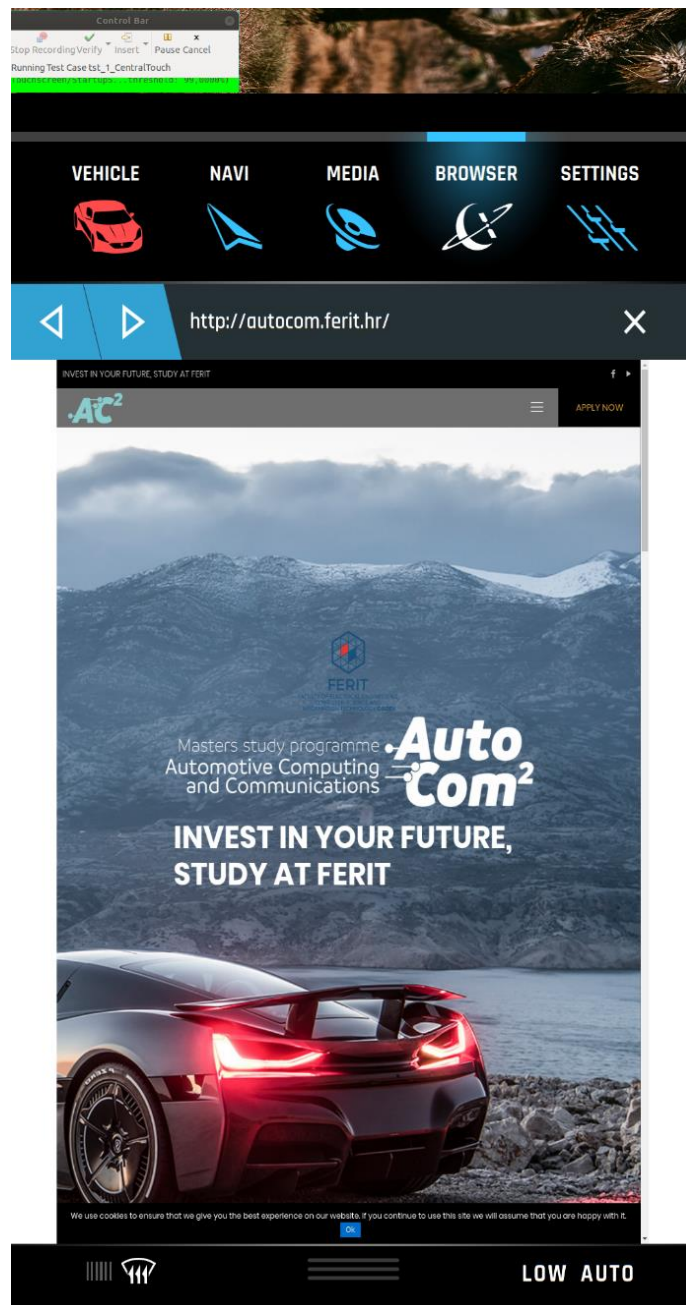 Control Bar
Stop Recording Verify Insert Pause Cancel
Running Test Case tst_1_CentralTouch
VEHICLE NAVI MEDIA BROWSER SETTINGS
http://autocom.ferit.hr/
INVEST IN YOUR FUTURE, STUDY AT FERIT
AC2 APPLY NOW
FERIT
Masters study programme
Automotive Computing
and Communications
Auto
Com2
INVEST IN YOUR FUTURE,
STUDY AT FERIT
We use cookies to ensure that we give you the best experience on our website. If you continue to use this site we will assume that you are happy with it.
Ok
LOW AUTO